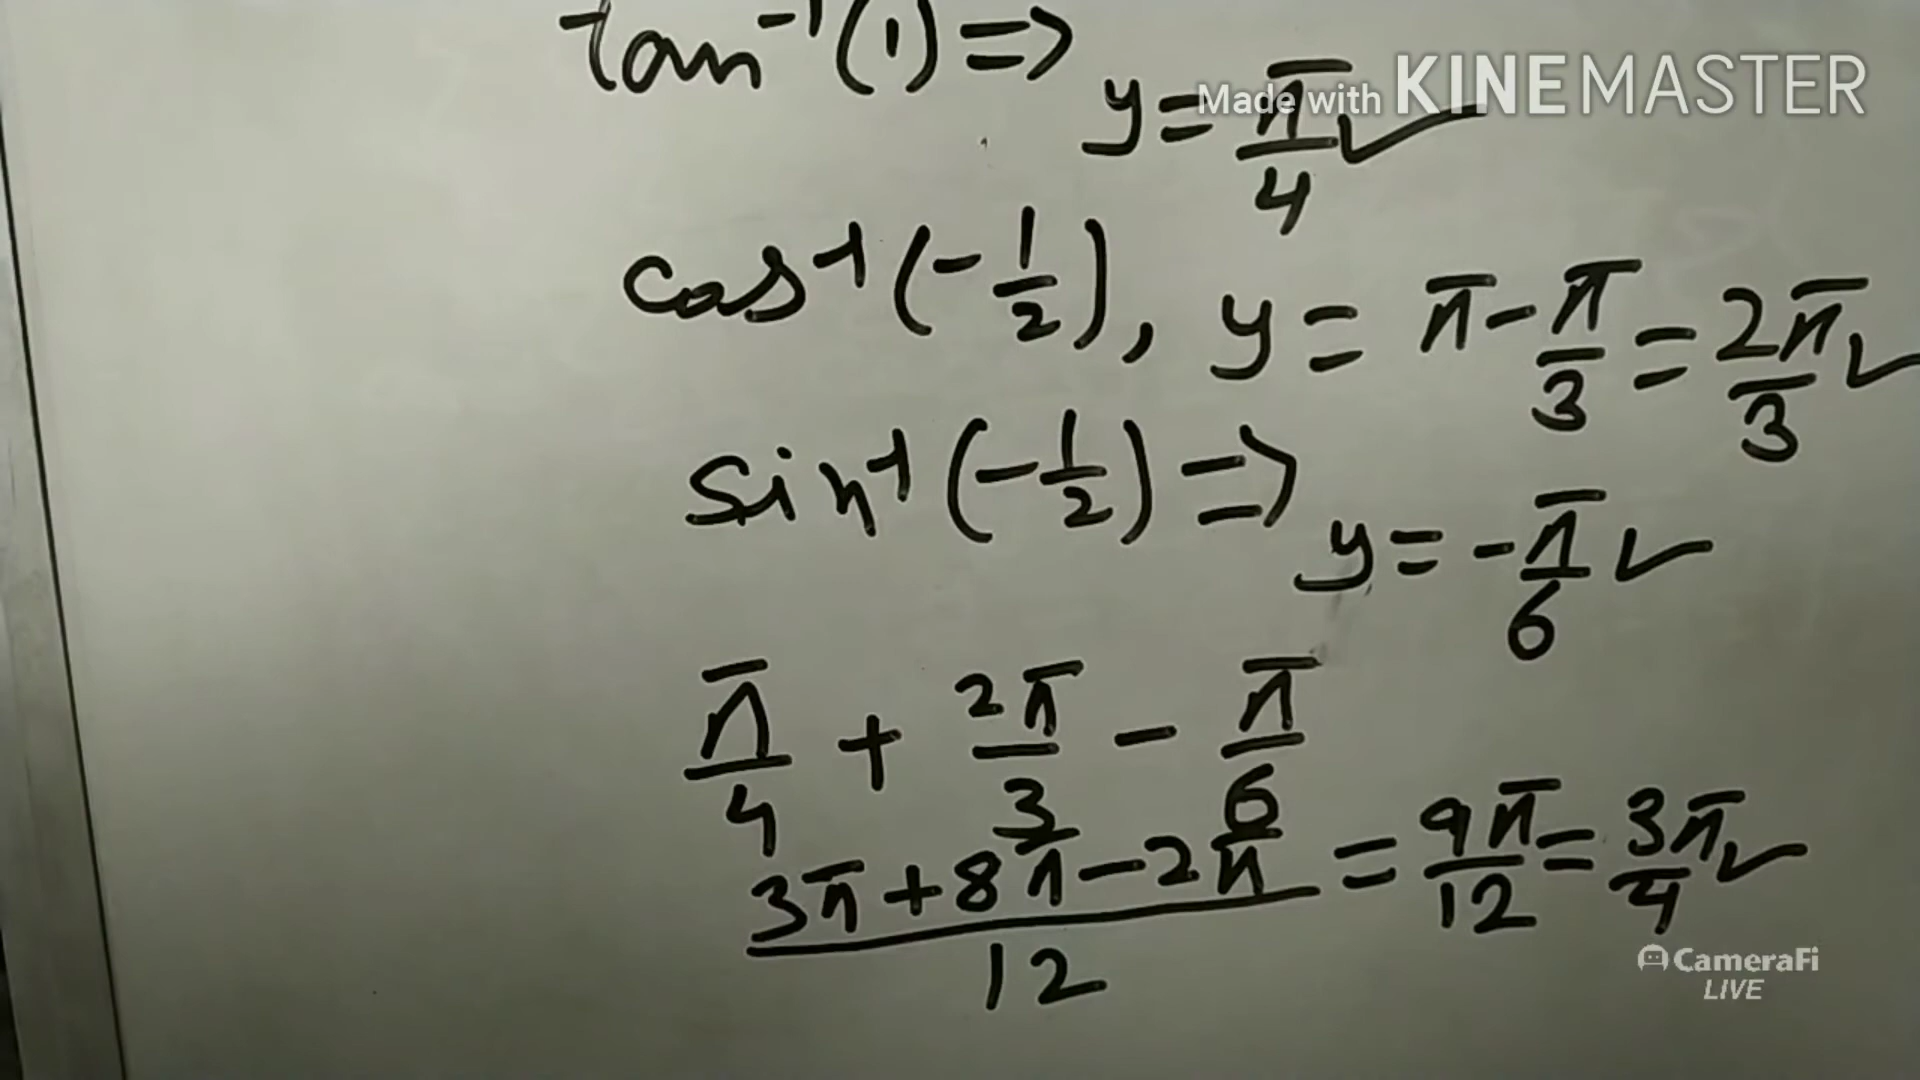 tan⁻¹(1) ⇒ y = π/4 ✓
Made with KINEMASTER
cos⁻¹(-1/2), y = π - π/3 = 2π/3 ✓
sin⁻¹(-1/2) ⇒ y = -π/6 ✓
π/4 + 2π/3 - π/6
(3π + 8π - 2π)/12 = 9π/12 = 3π/4 ✓
CameraFi
LIVE